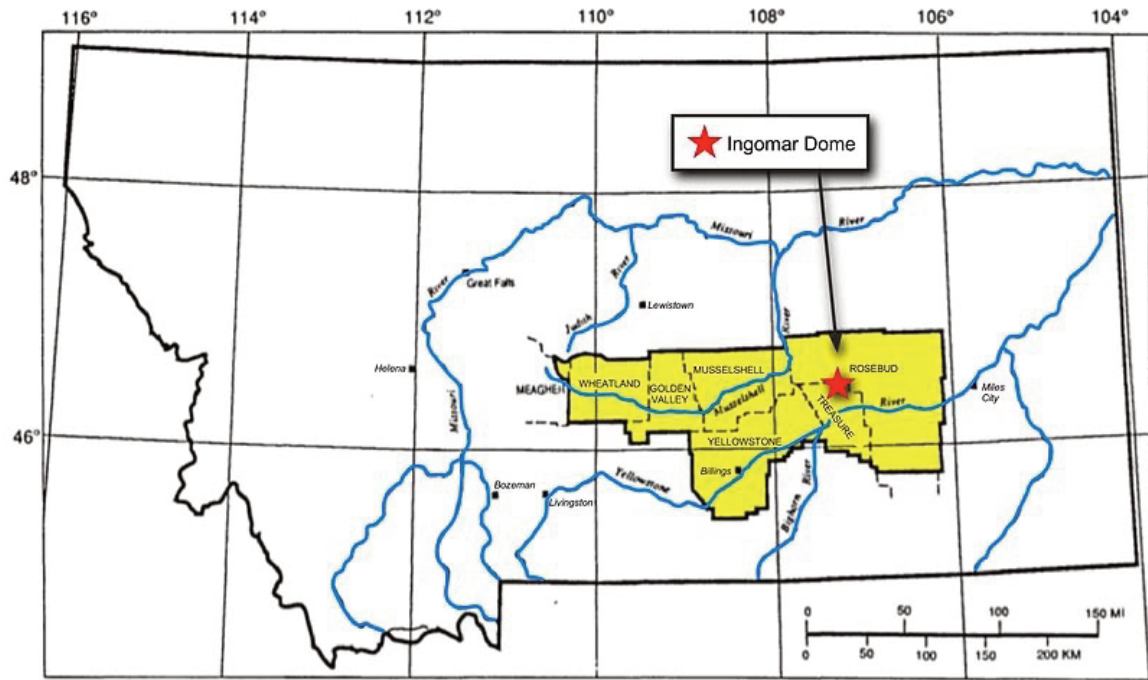 116°
112°
110°
108°
106°
104°
Ingomar Dome
48°
Missouri
River
River
River
Great Falls
Judith
Lewistown
River
Helena
MEAGHER
WHEATLAND
GOLDEN
VALLEY
MUSSELSHELL
ROSEBUD
Musselshell
TREASURE
River
Miles
City
Missouri
46°
YELLOWSTONE
Billings
Yellowstone
Bozeman
Livingston
Bighorn
River
0 50 100 150 MI
0 50 100 150 200 KM